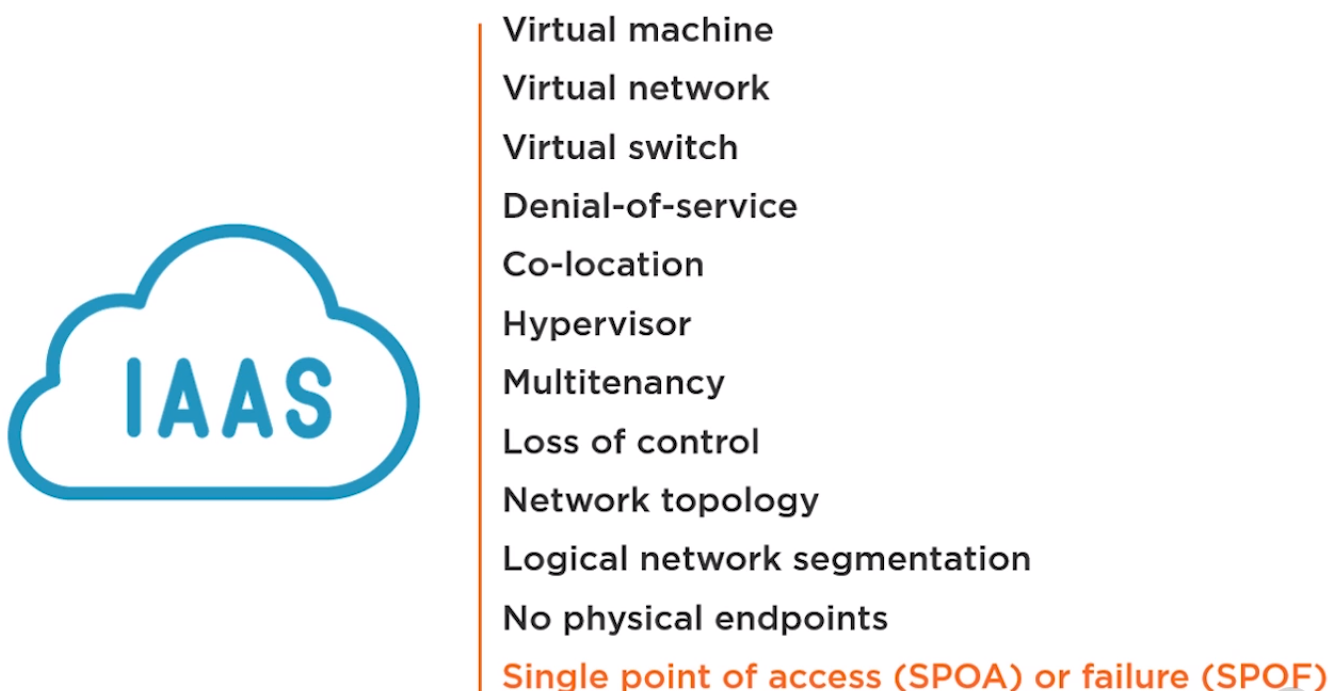 IAAS
Virtual machine
Virtual network
Virtual switch
Denial-of-service
Co-location
Hypervisor
Multitenancy
Loss of control
Network topology
Logical network segmentation
No physical endpoints
Single point of access (SPOA) or failure (SPOF)